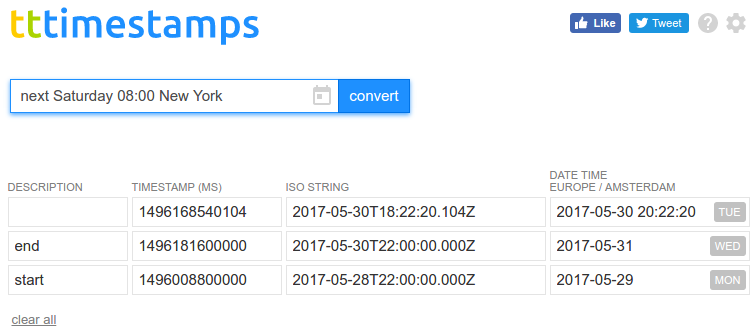 tttimestamps
Like
Tweet
?
next Saturday 08:00 New York
convert
DESCRIPTION TIMESTAMP (MS) ISO STRING DATE TIME
EUROPE / AMSTERDAM
1496168540104 2017-05-30T18:22:20.104Z 2017-05-30 20:22:20 TUE
end 1496181600000 2017-05-30T22:00:00.000Z 2017-05-31 WED
start 1496008800000 2017-05-28T22:00:00.000Z 2017-05-29 MON
clear all